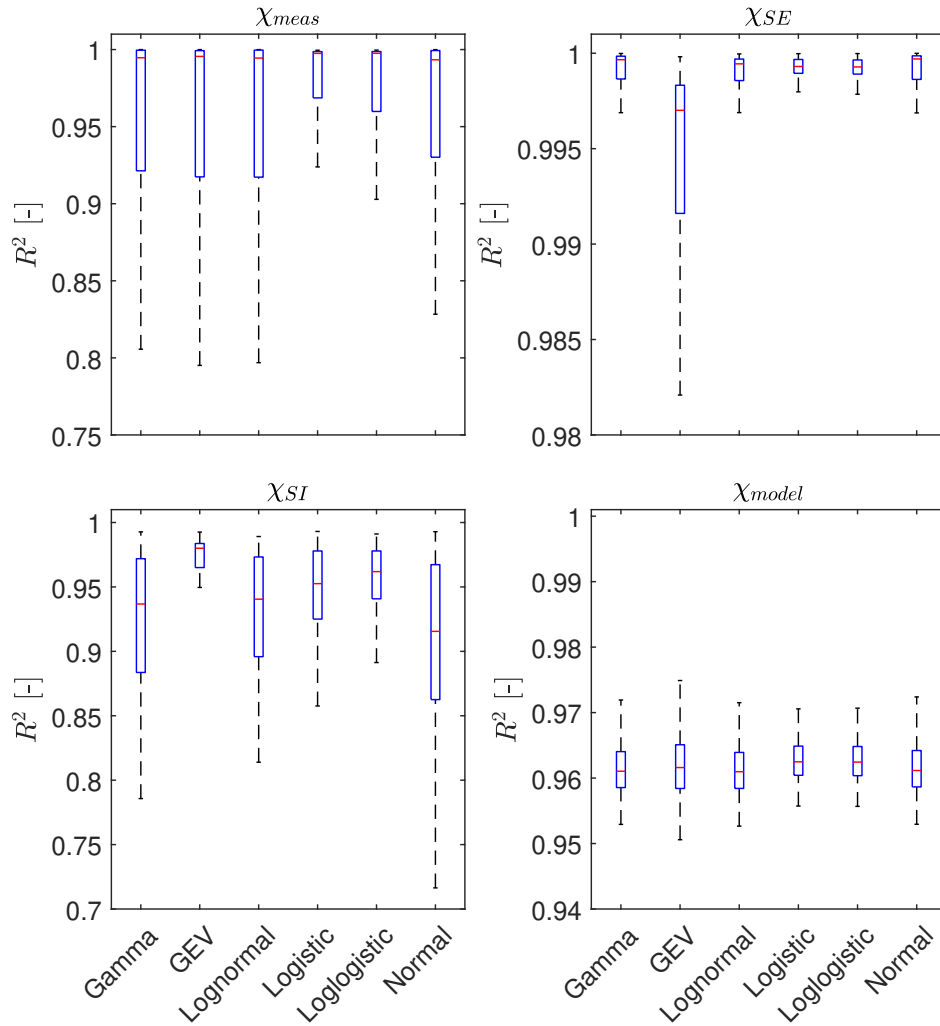 χmeas
1
0.95
0.9
0.85
0.8
0.75
R² [-]
χSE
1
0.995
0.99
0.985
0.98
R² [-]
χSI
1
0.95
0.9
0.85
0.8
0.75
0.7
R² [-]
Gamma
GEV
Lognormal
Logistic
Loglogistic
Normal
χmodel
1
0.99
0.98
0.97
0.96
0.95
0.94
R² [-]
Gamma
GEV
Lognormal
Logistic
Loglogistic
Normal